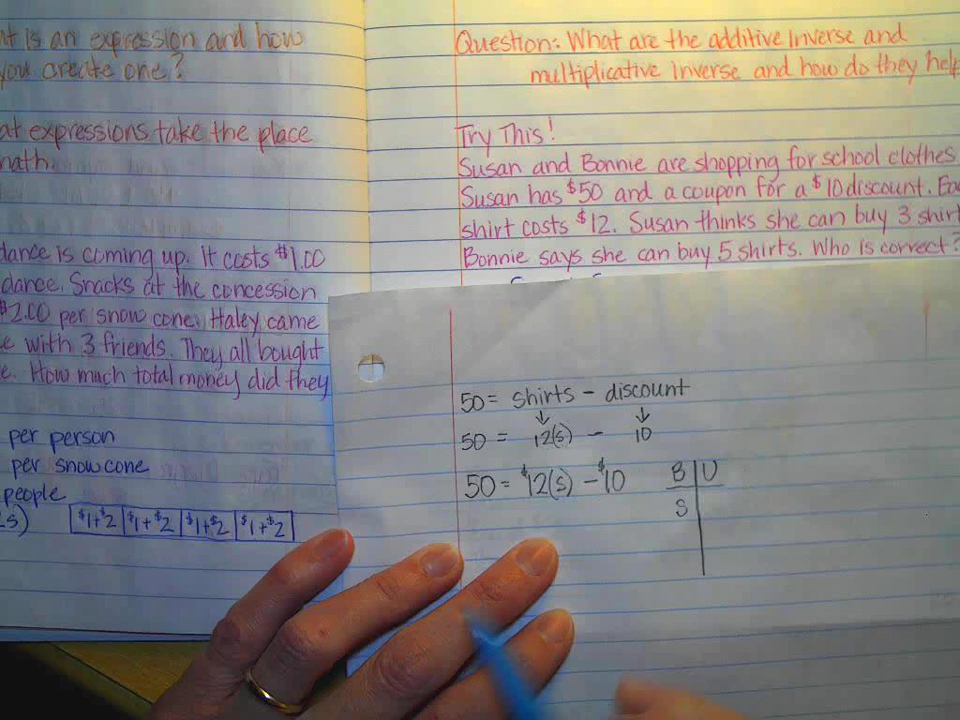 is an expression and how
you create one?
expressions take the place
math.
dance is coming up. It costs $1.00
dance. Snacks at the concession
$2.00 per snow cone. Haley came
with 3 friends. They all bought
How much total money did they
per person
per snow cone
people
$1+$2 $1+$2 $1+$2 $1+$2
Question: What are the additive inverse and
multiplicative inverse and how do they help
Try This!
Susan and Bonnie are shopping for school clothes
Susan has $50 and a coupon for a $10 discount.
shirt costs $12. Susan thinks she can buy 3
Bonnie says she can buy 5 shirts. Who is correct?
50 = shirts - discount
↓ ↓
50 = 12(s) - 10
50 = $12(s) - $10
B U
S